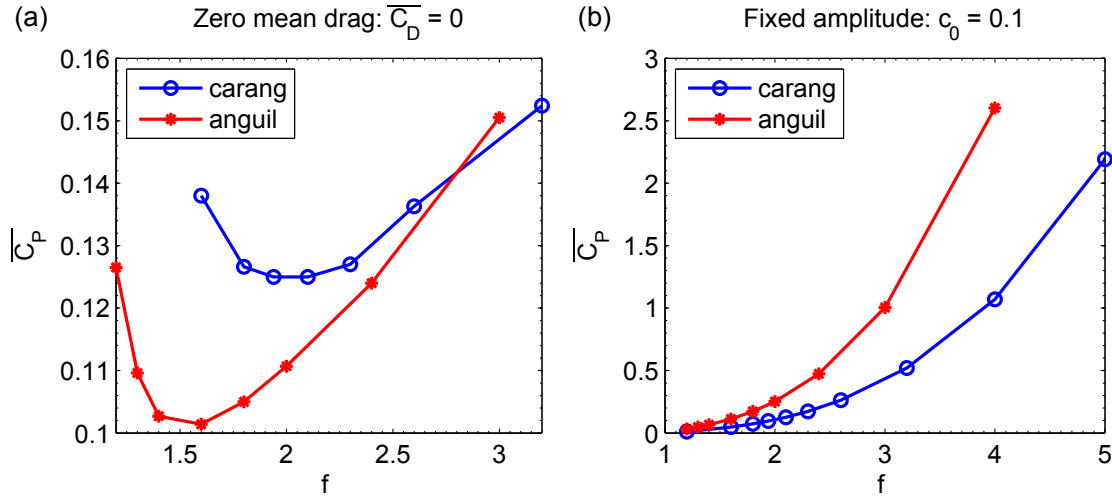 (a) Zero mean drag: C̅_D̅ = 0
carang
anguil
0.16
0.15
0.14
0.13
0.12
0.11
0.1
C_P
1.5 2 2.5 3
f
(b) Fixed amplitude: c_0 = 0.1
carang
anguil
3
2.5
2
1.5
1
0.5
0
C_P
1 2 3 4 5
f